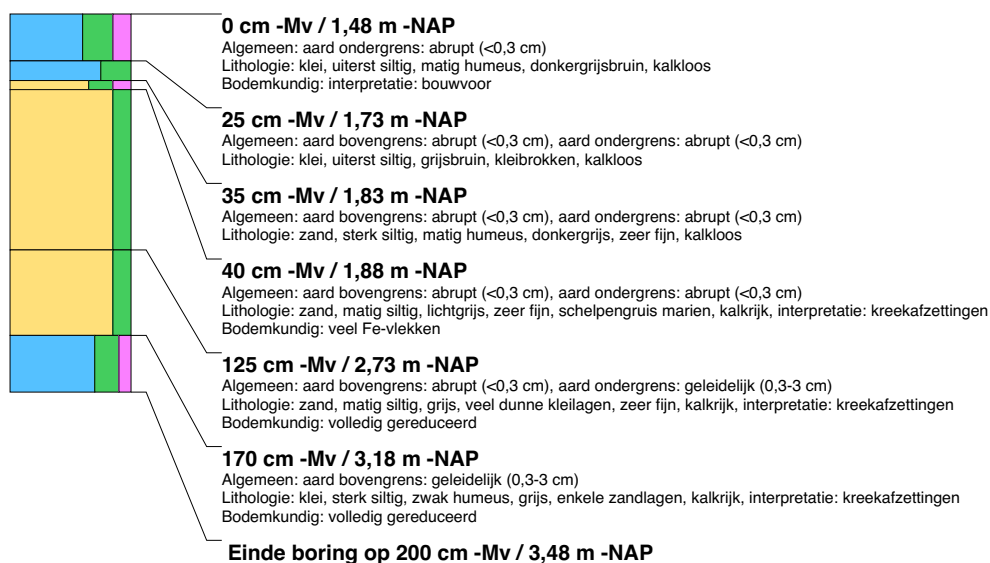 0 cm -Mv / 1,48 m -NAP
Algemeen: aard ondergrens: abrupt (<0,3 cm)
Lithologie: klei, uiterst siltig, matig humeus, donkergrijsbruin, kalkloos
Bodemkundig: interpretatie: bouwvoor
25 cm -Mv / 1,73 m -NAP
Algemeen: aard bovengrens: abrupt (<0,3 cm), aard ondergrens: abrupt (<0,3 cm)
Lithologie: klei, uiterst siltig, grijsbruin, kleibrokken, kalkloos
35 cm -Mv / 1,83 m -NAP
Algemeen: aard bovengrens: abrupt (<0,3 cm), aard ondergrens: abrupt (<0,3 cm)
Lithologie: zand, sterk siltig, matig humeus, donkergrijs, zeer fijn, kalkloos
40 cm -Mv / 1,88 m -NAP
Algemeen: aard bovengrens: abrupt (<0,3 cm), aard ondergrens: abrupt (<0,3 cm)
Lithologie: zand, matig siltig, lichtgrijs, zeer fijn, schelpengruis marien, kalkrijk, interpretatie: kreekafzettingen
Bodemkundig: veel Fe-vlekken
125 cm -Mv / 2,73 m -NAP
Algemeen: aard bovengrens: abrupt (<0,3 cm), aard ondergrens: geleidelijk (0,3-3 cm)
Lithologie: zand, matig siltig, grijs, veel dunne kleilagen, zeer fijn, kalkrijk, interpretatie: kreekafzettingen
Bodemkundig: volledig gereduceerd
170 cm -Mv / 3,18 m -NAP
Algemeen: aard bovengrens: geleidelijk (0,3-3 cm)
Lithologie: klei, sterk siltig, zwak humeus, grijs, enkele zandlagen, kalkrijk, interpretatie: kreekafzettingen
Bodemkundig: volledig gereduceerd
Einde boring op 200 cm -Mv / 3,48 m -NAP